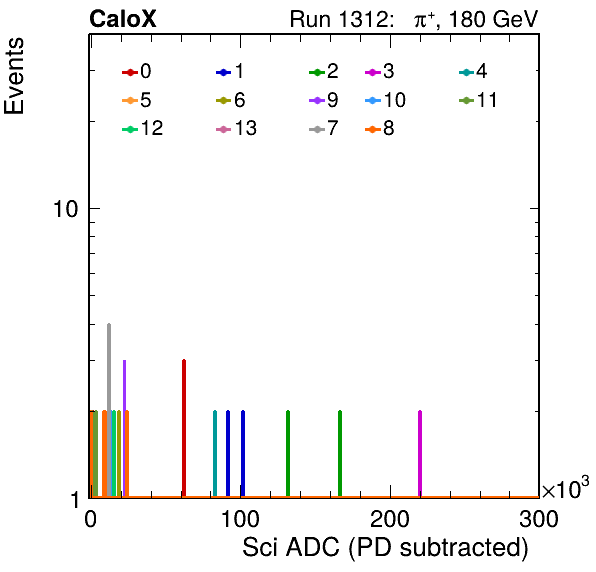 CaloX Run 1312: π⁺, 180 GeV
Events
0 1 2 3 4
5 6 9 10 11
12 13 7 8
10
1
0 100 200 300
×10³
Sci ADC (PD subtracted)